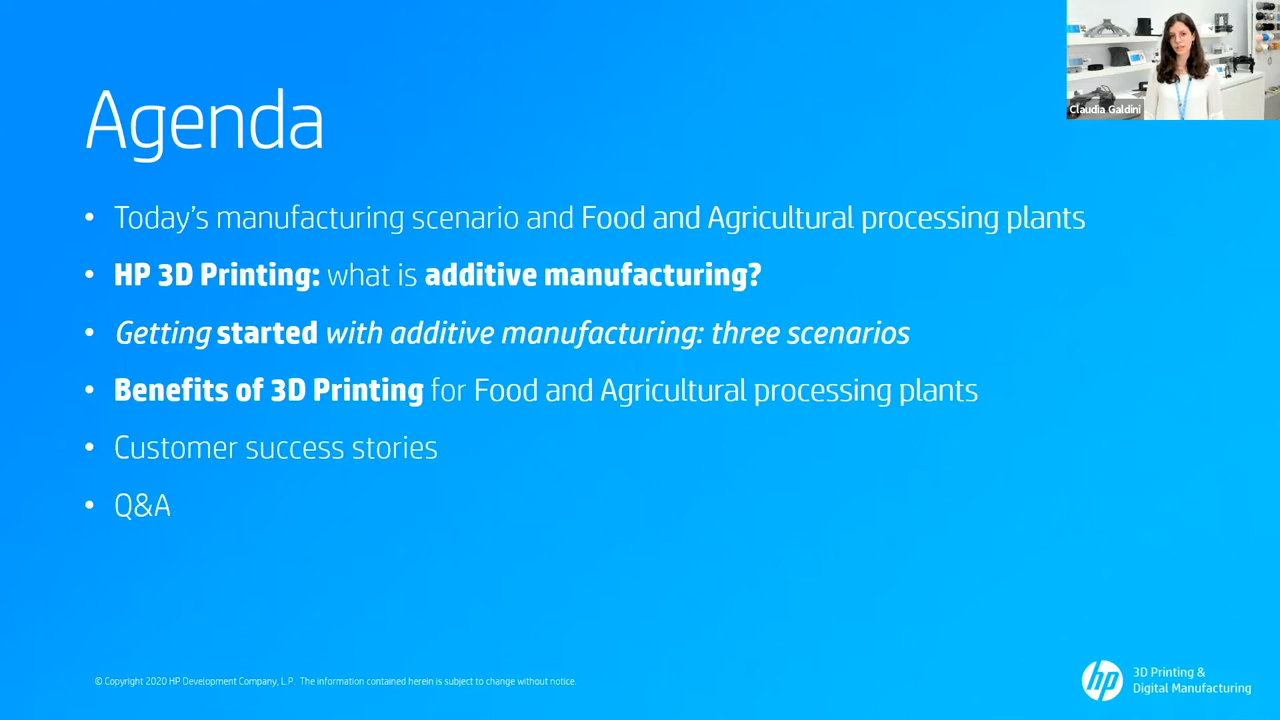 Claudia Galdini
Agenda
• Today's manufacturing scenario and Food and Agricultural processing plants
• HP 3D Printing: what is additive manufacturing?
• Getting started with additive manufacturing: three scenarios
• Benefits of 3D Printing for Food and Agricultural processing plants
• Customer success stories
• Q&A
© Copyright 2020 HP Development Company, L.P. The information contained herein is subject to change without notice.
hp
3D Printing &
Digital Manufacturing